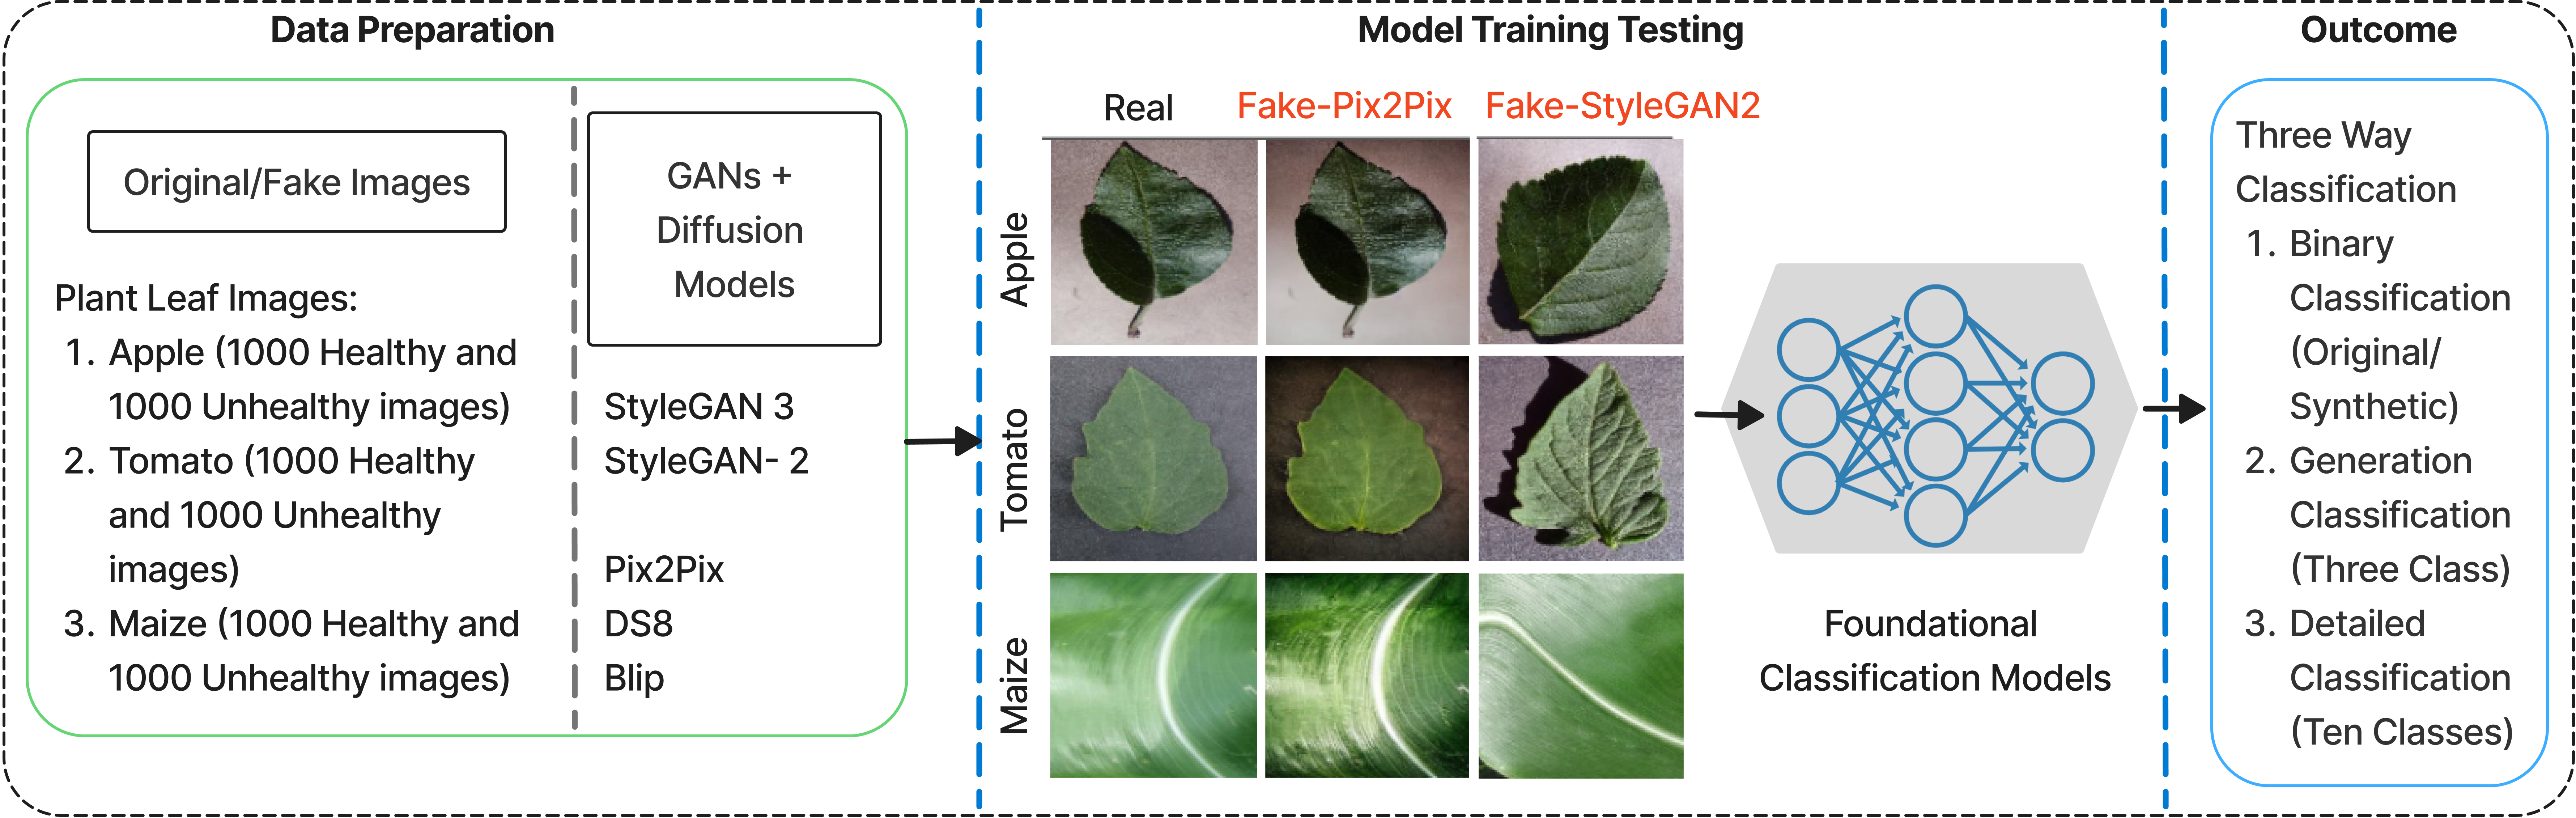 Data Preparation
Original/Fake Images
Plant Leaf Images:
1. Apple (1000 Healthy and
1000 Unhealthy images)
2. Tomato (1000 Healthy
and 1000 Unhealthy
images)
3. Maize (1000 Healthy and
1000 Unhealthy images)
GANs +
Diffusion
Models
StyleGAN 3
StyleGAN- 2
Pix2Pix
DS8
Blip
Model Training Testing
Real
Fake-Pix2Pix
Fake-StyleGAN2
Apple
Tomato
Maize
Foundational
Classification Models
Outcome
Three Way
Classification
1. Binary
Classification
(Original/
Synthetic)
2. Generation
Classification
(Three Class)
3. Detailed
Classification
(Ten Classes)